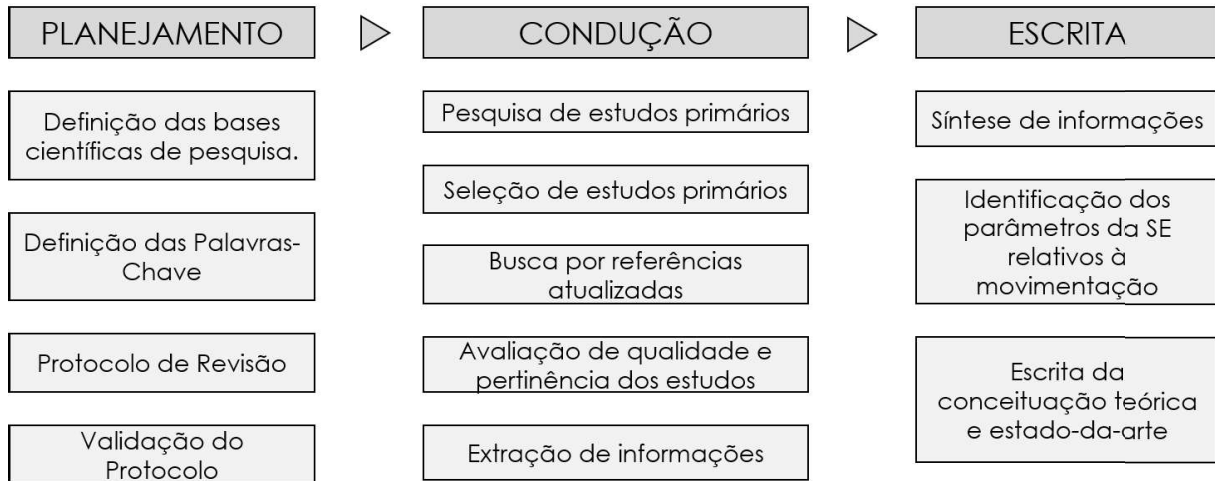 PLANEJAMENTO
Definição das bases
científicas de pesquisa.
Definição das Palavras-
Chave
Protocolo de Revisão
Validação do
Protocolo
CONDUÇÃO
Pesquisa de estudos primários
Seleção de estudos primários
Busca por referências
atualizadas
Avaliação de qualidade e
pertinência dos estudos
Extração de informações
ESCRITA
Síntese de informações
Identificação dos
parâmetros da SE
relativos à
movimentação
Escrita da
conceituação teórica
e estado-da-arte